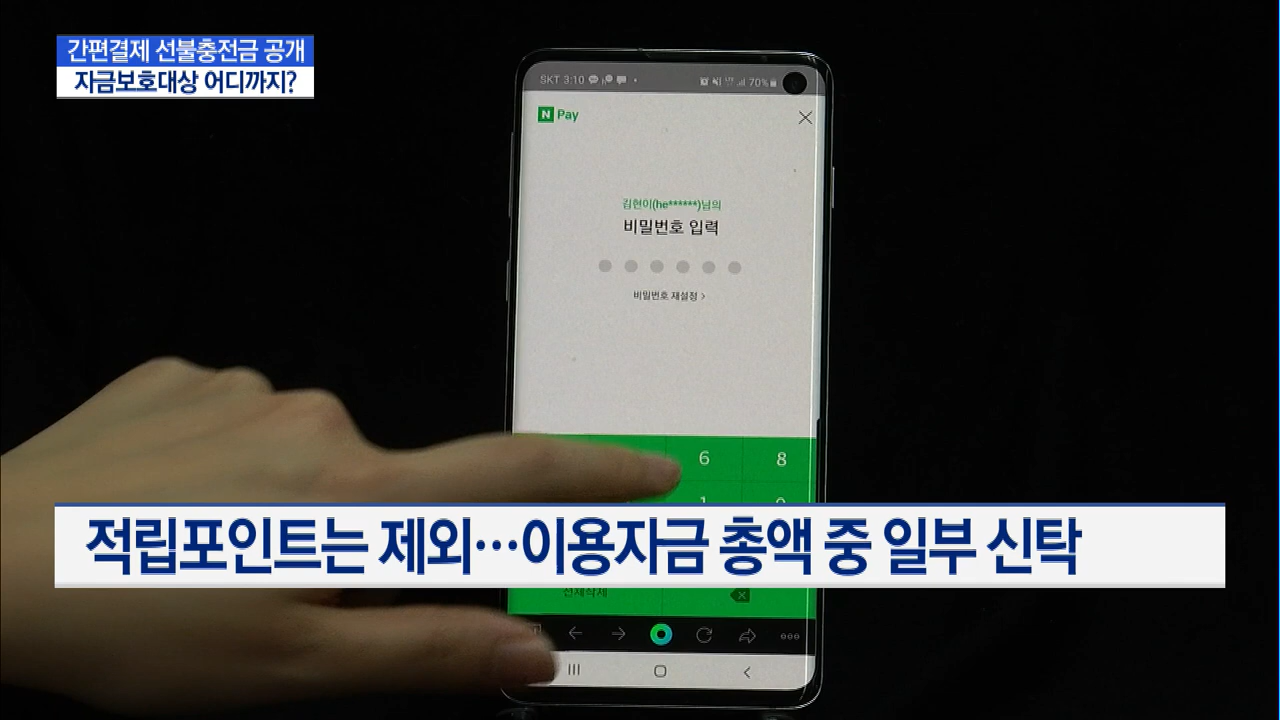 간편결제 선불충전금 공개
자금보호대상 어디까지?
SKT 3:10
70%
N Pay
김현이(he******)님의
비밀번호 입력
비밀번호 재설정 >
6 8
적립포인트는 제외…이용자금 총액 중 일부 신탁
전체삭제